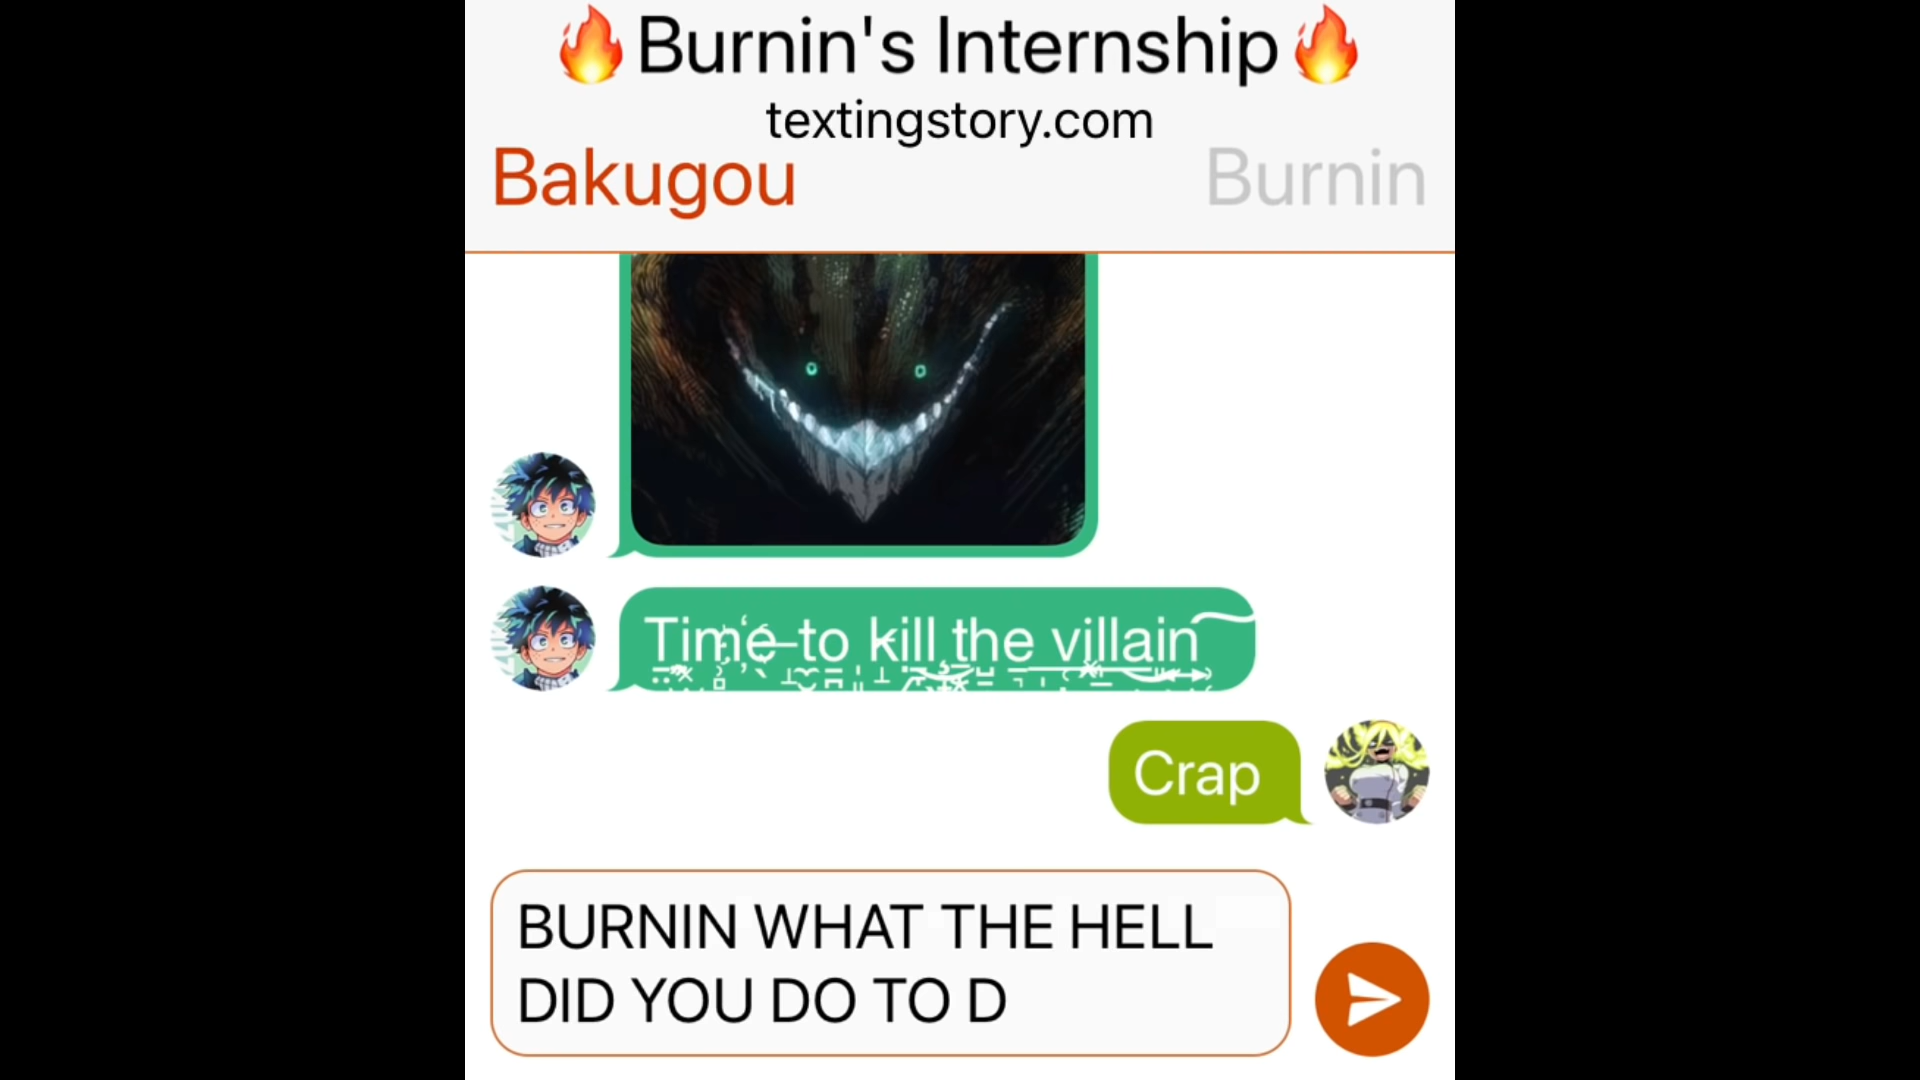 🔥Burnin's Internship🔥
textingstory.com
Bakugou
Burnin
Time to kill the villain
Crap
BURNIN WHAT THE HELL
DID YOU DO TO D